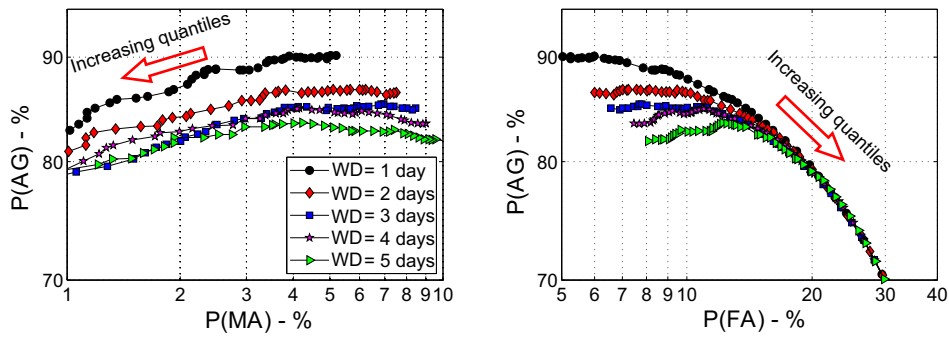 90
80
70
P(AG) - %
Increasing quantiles
WD= 1 day
WD= 2 days
WD= 3 days
WD= 4 days
WD= 5 days
1 2 3 4 5 6 7 8 9 10
P(MA) - %
90
80
70
P(AG) - %
Increasing quantiles
5 6 7 8 9 10 20 30 40
P(FA) - %